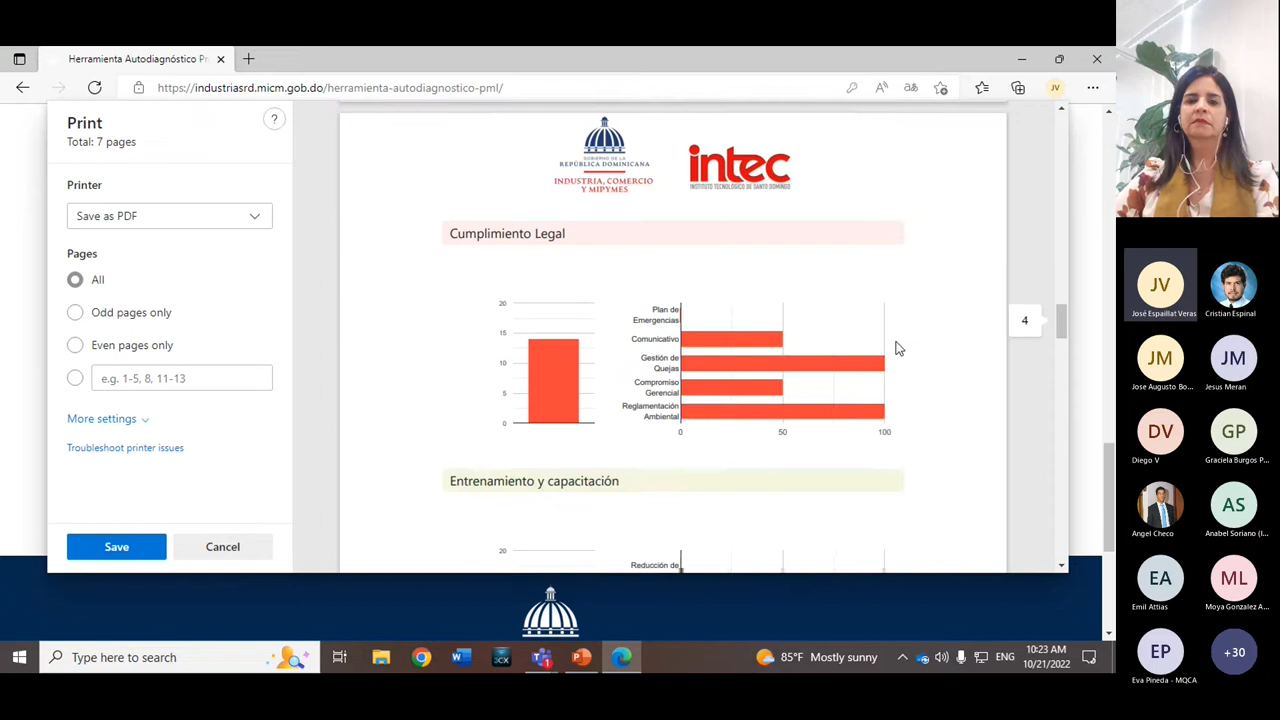 Herramienta Autodiagnóstico Pr
https://industriasrd.micm.gob.do/herramienta-autodiagnostico-pml/
JV
Print
Total: 7 pages
?
Printer
Save as PDF
Pages
All
Odd pages only
Even pages only
e.g. 1-5, 8, 11-13
More settings
Troubleshoot printer issues
Save
Cancel
GOBIERNO DE LA
REPÚBLICA DOMINICANA
INDUSTRIA, COMERCIO
Y MIPYMES
intec
INSTITUTO TECNOLÓGICO DE SANTO DOMINGO
Cumplimiento Legal
20
15
10
5
0
Plan de
Emergencias
Comunicativo
Gestión de
Quejas
Compromiso
Gerencial
Reglamentación
Ambiental
0
50
100
4
Entrenamiento y capacitación
20
Reducción de
Type here to search
85°F Mostly sunny
ENG
10:23 AM
10/21/2022
JV
José Espaillat Veras
Cristian Espinal
JM
Jose Augusto Bo...
JM
Jesus Meran
DV
Diego V
GP
Graciela Burgos P...
Angel Checo
AS
Anabel Soriano (I...
EA
Emil Attias
ML
Moya Gonzalez A...
EP
Eva Pineda - MQCA
+30